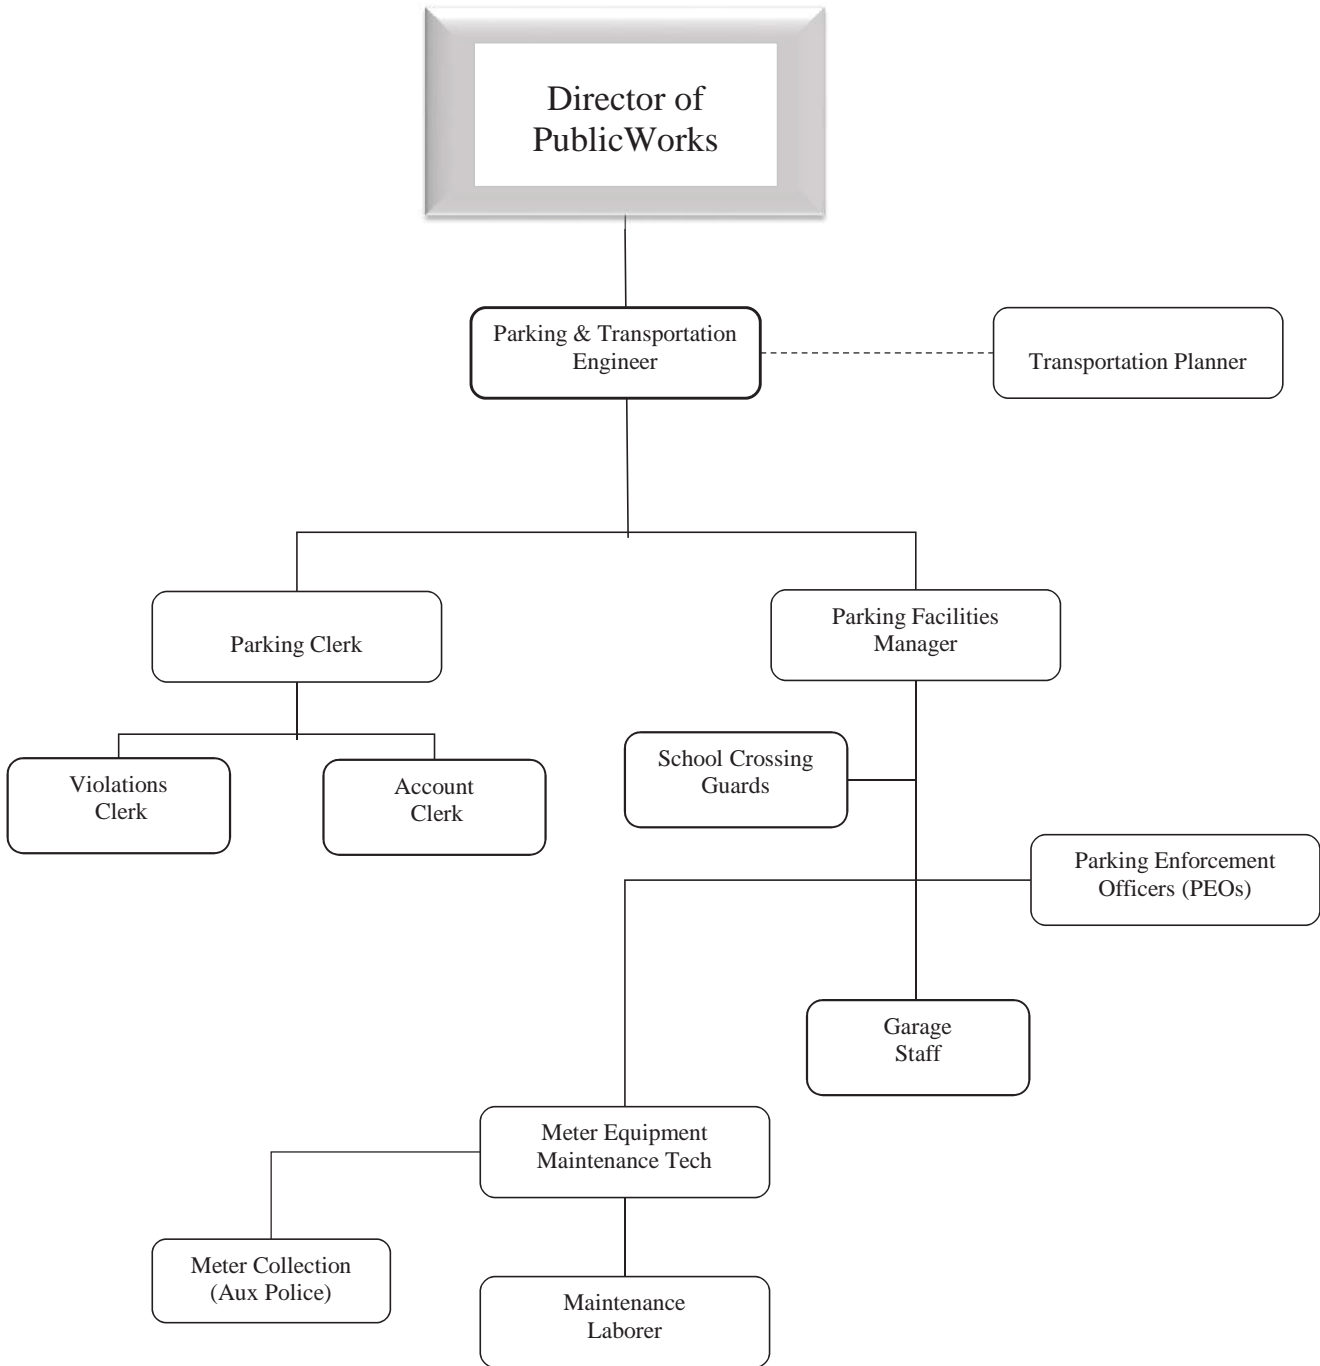 Director of
PublicWorks
Parking & Transportation
Engineer
Transportation Planner
Parking Clerk
Parking Facilities
Manager
Violations
Clerk
Account
Clerk
School Crossing
Guards
Parking Enforcement
Officers (PEOs)
Garage
Staff
Meter Equipment
Maintenance Tech
Meter Collection
(Aux Police)
Maintenance
Laborer